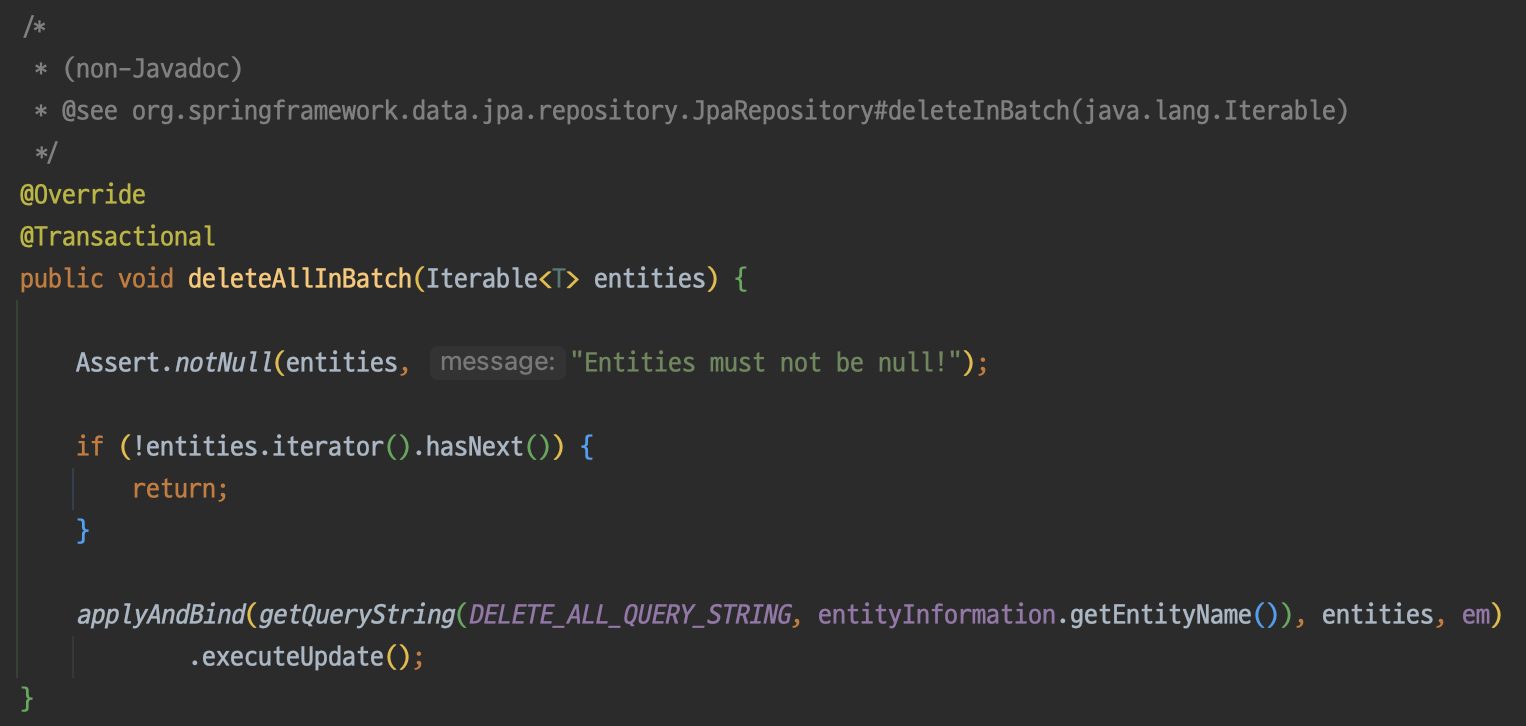 /*
 * (non-Javadoc)
 * @see org.springframework.data.jpa.repository.JpaRepository#deleteInBatch(java.lang.Iterable)
 */
@Override
@Transactional
public void deleteAllInBatch(Iterable<T> entities) {
    Assert.notNull(entities, message: "Entities must not be null!");
    if (!entities.iterator().hasNext()) {
        return;
    }
    applyAndBind(getQueryString(DELETE_ALL_QUERY_STRING, entityInformation.getEntityName()), entities, em)
            .executeUpdate();
}